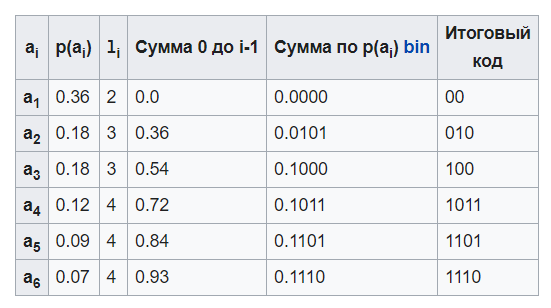 aᵢ p(aᵢ) lᵢ Сумма 0 до i-1 Сумма по p(aᵢ) bin Итоговый код
a₁ 0.36 2 0.0 0.0000 00
a₂ 0.18 3 0.36 0.0101 010
a₃ 0.18 3 0.54 0.1000 100
a₄ 0.12 4 0.72 0.1011 1011
a₅ 0.09 4 0.84 0.1101 1101
a₆ 0.07 4 0.93 0.1110 1110